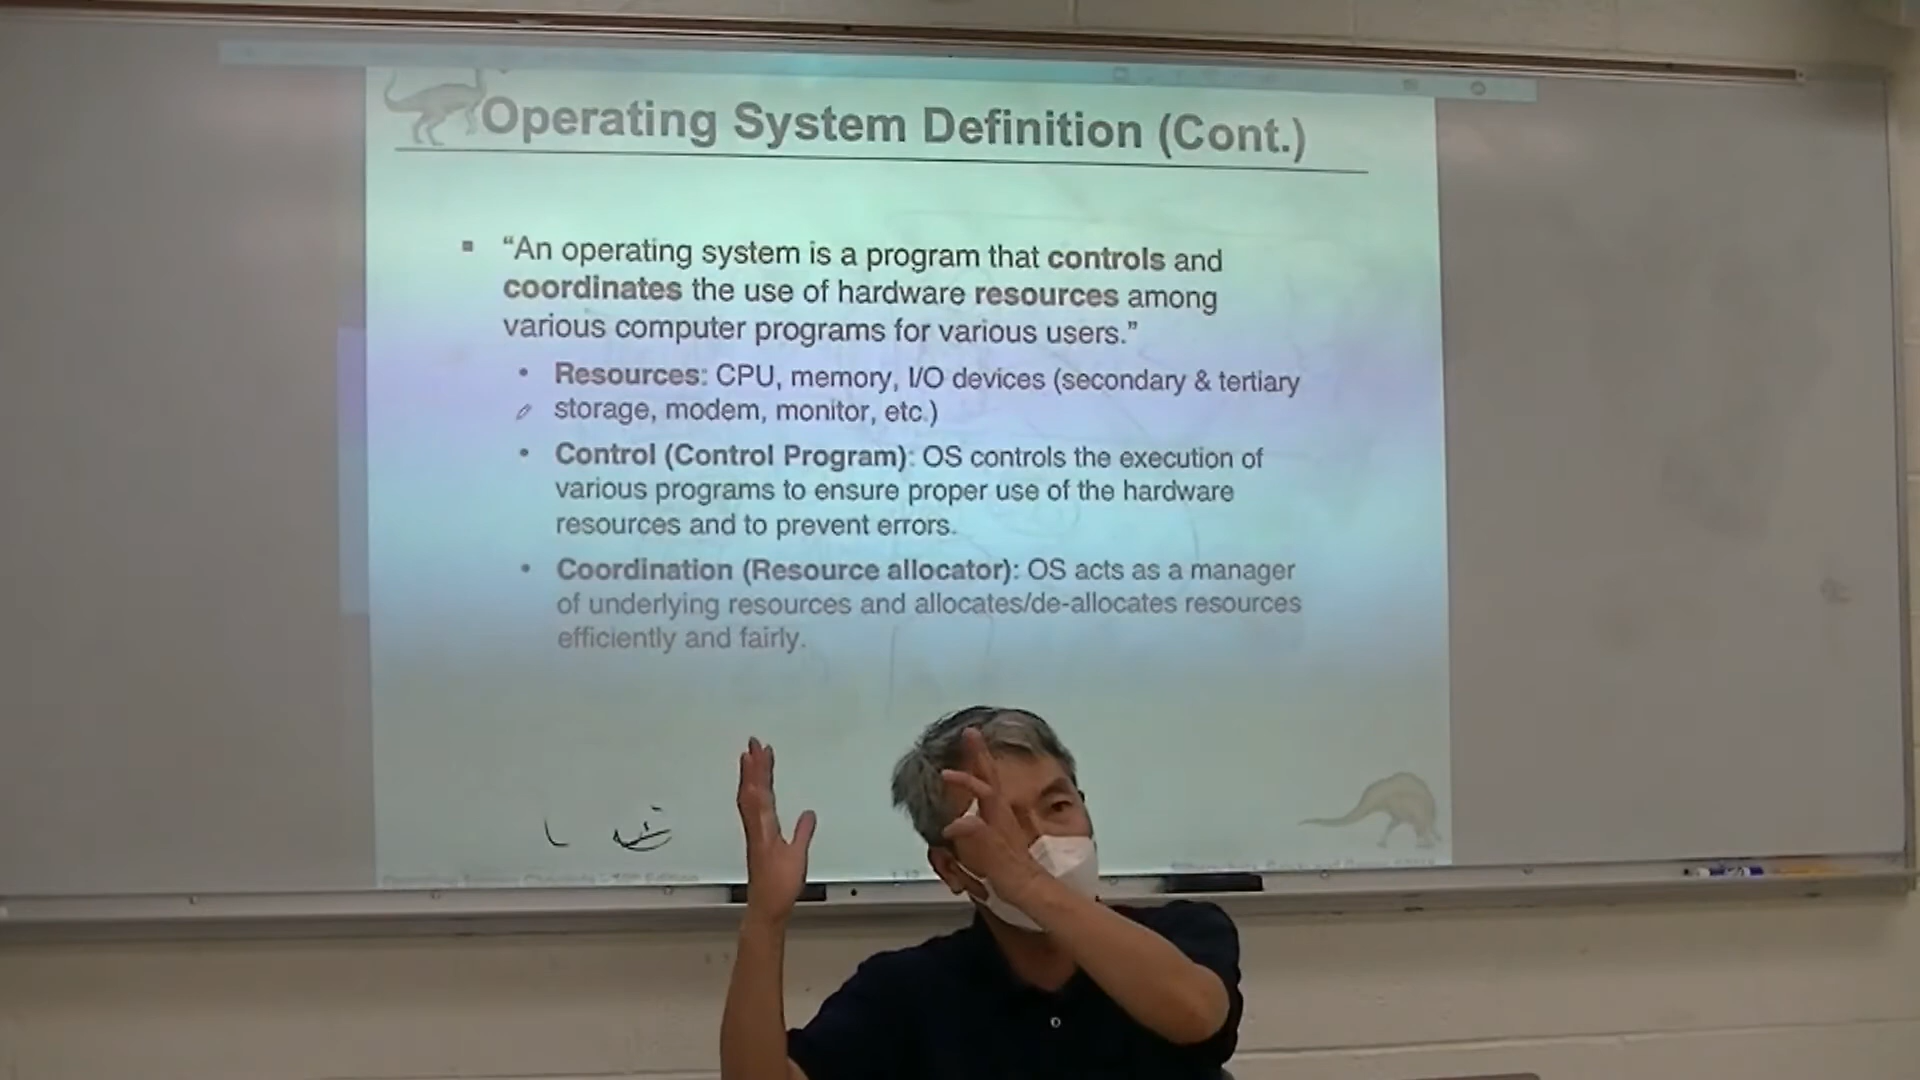 Operating System Definition (Cont.)
“An operating system is a program that controls and
coordinates the use of hardware resources among
various computer programs for various users.”
Resources: CPU, memory, I/O devices (secondary & tertiary
storage, modem, monitor, etc.)
Control (Control Program): OS controls the execution of
various programs to ensure proper use of the hardware
resources and to prevent errors.
Coordination (Resource allocator): OS acts as a manager
of underlying resources and allocates/de-allocates resources
efficiently and fairly.